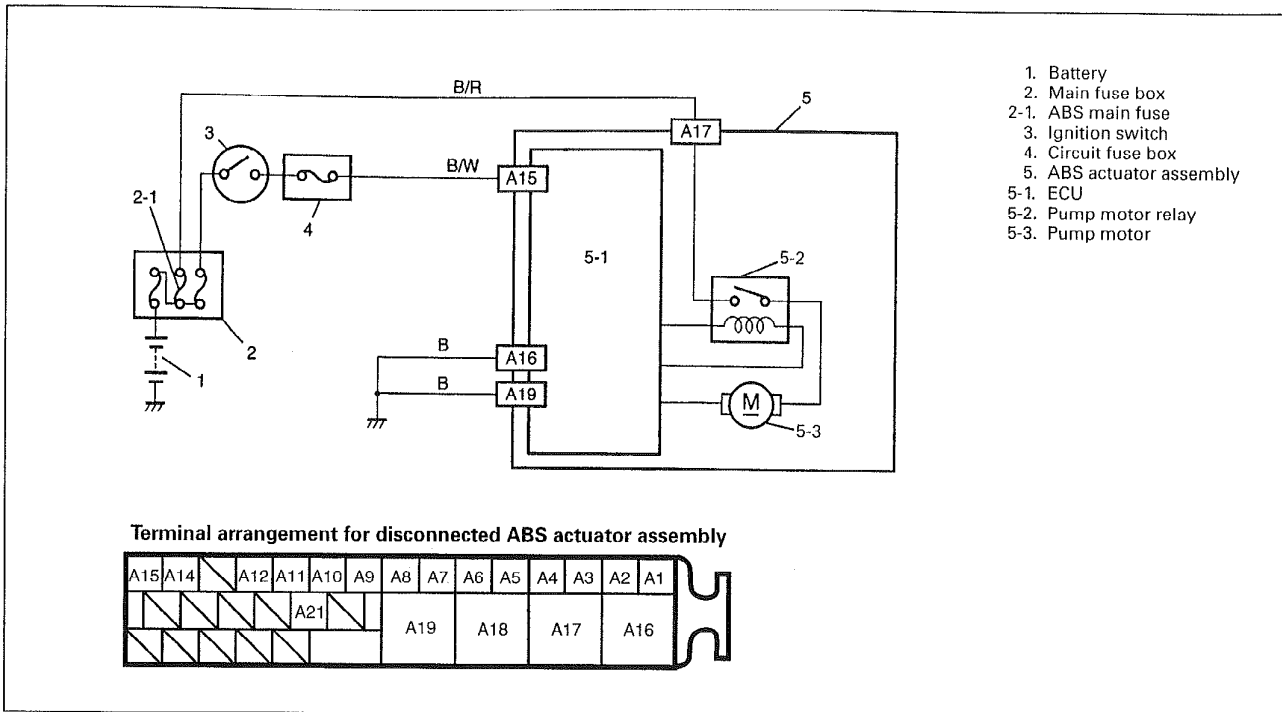 B/R
5
A17
3
B/W
A15
2-1
4
5-1
5-2
2
B
A16
1
B
A19
M
5-3
1. Battery
2. Main fuse box
2-1. ABS main fuse
3. Ignition switch
4. Circuit fuse box
5. ABS actuator assembly
5-1. ECU
5-2. Pump motor relay
5-3. Pump motor
Terminal arrangement for disconnected ABS actuator assembly
A15 A14 A12 A11 A10 A9 A8 A7 A6 A5 A4 A3 A2 A1
A21
A19 A18 A17 A16